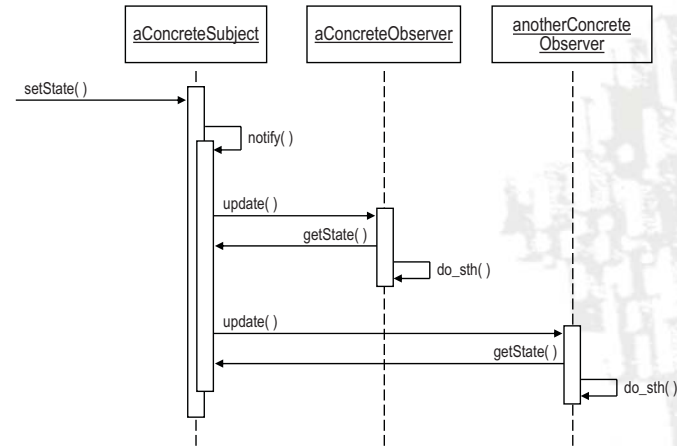 aConcreteSubject
aConcreteObserver
anotherConcrete
Observer
setState( )
notify( )
update( )
getState( )
do_sth( )
update( )
getState( )
do_sth( )